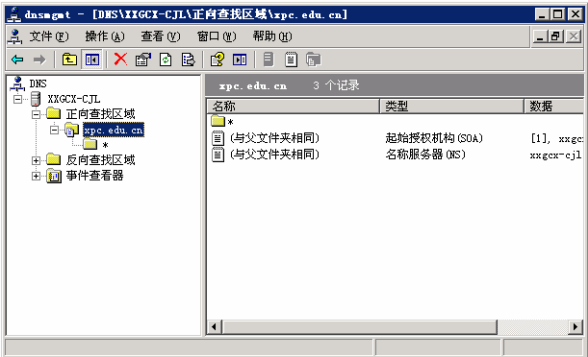 dnsmgmt - [DNS\XXGCX-CJL\正向查找区域\xpc.edu.cn]
文件(F) 操作(A) 查看(V) 窗口(W) 帮助(H)
DNS
XXGCX-CJL
正向查找区域
xpc.edu.cn
*
反向查找区域
事件查看器
xpc.edu.cn 3 个记录
名称 类型 数据
*
(与父文件夹相同) 起始授权机构(SOA) [1], xxgc
(与父文件夹相同) 名称服务器(NS) xxgcx-cjl